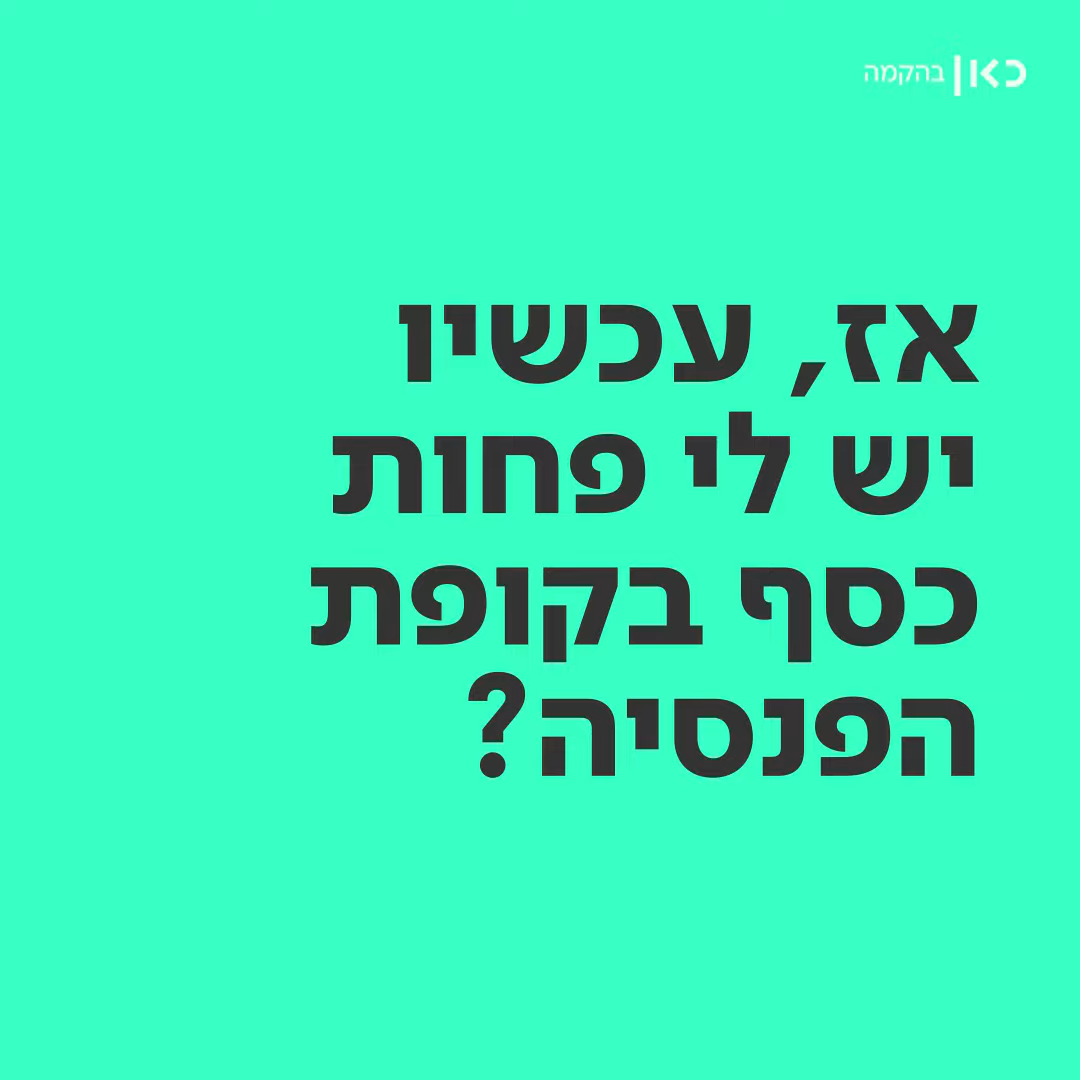 כאן | בהקמה
אז, עכשיו
יש לי פחות
כסף בקופת
הפנסיה?